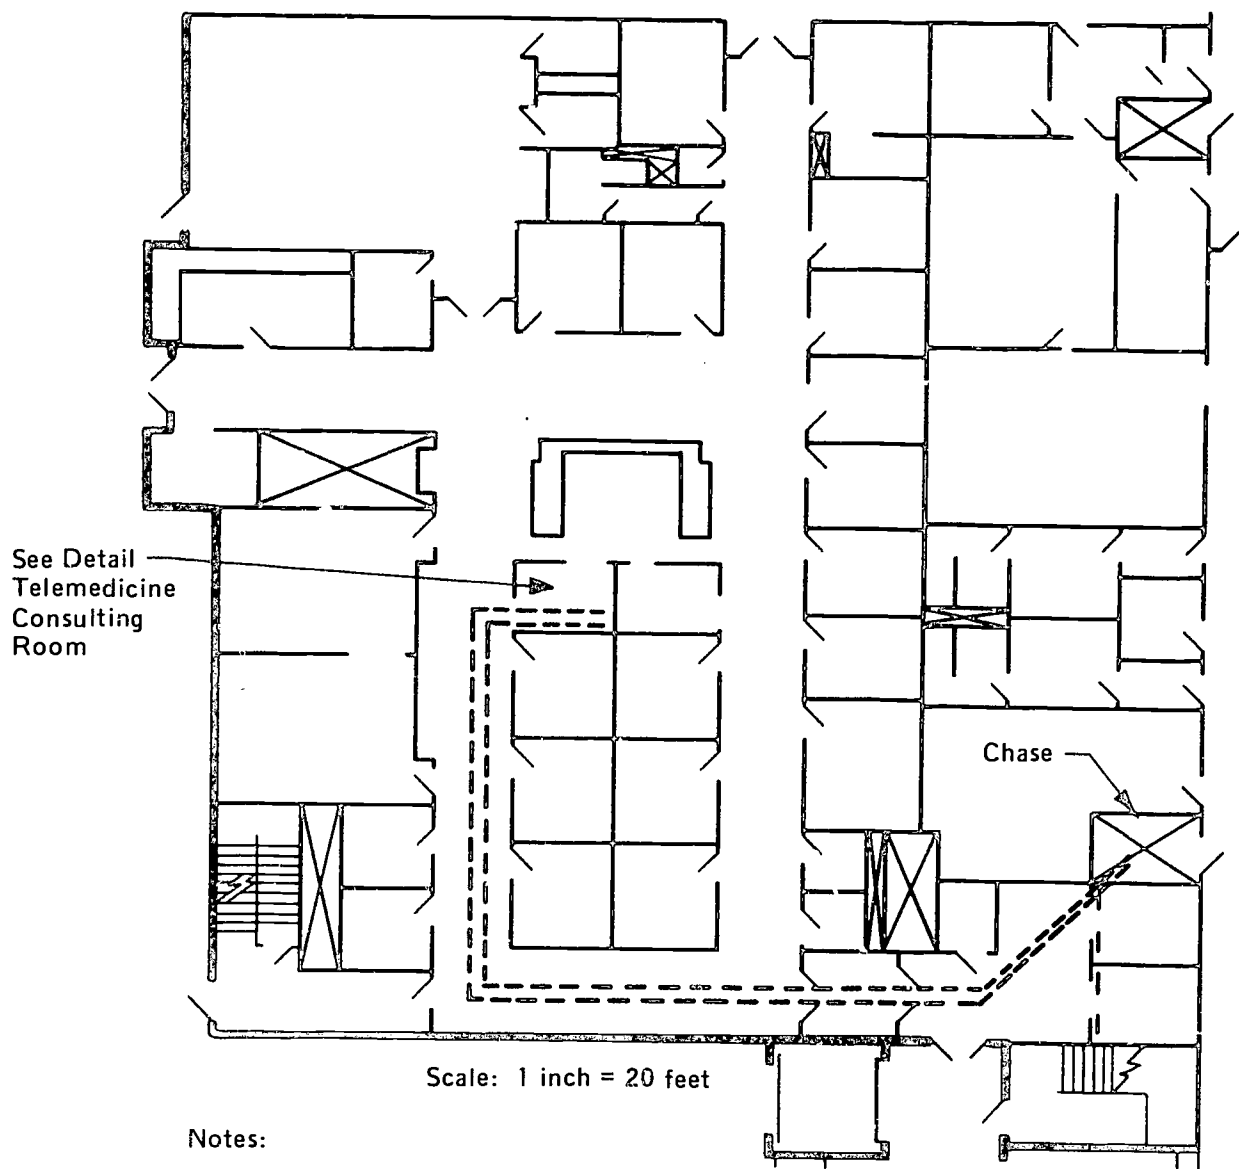 See Detail
Telemedicine
Consulting
Room
Chase
Scale: 1 inch = 20 feet
Notes: